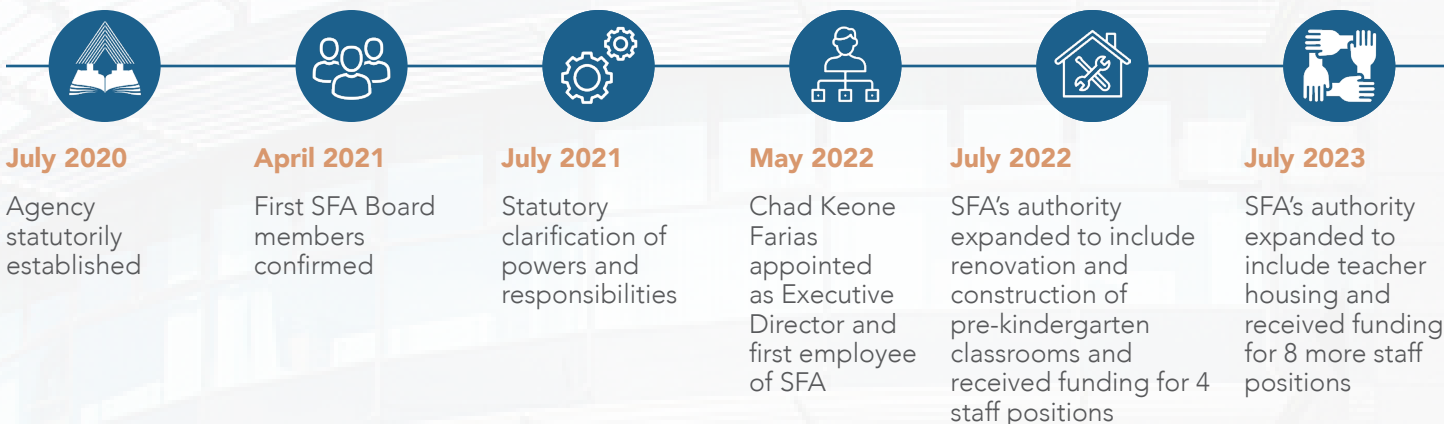 July 2020
Agency
statutorily
established
April 2021
First SFA Board
members
confirmed
July 2021
Statutory
clarification of
powers and
responsibilities
May 2022
Chad Keone
Farias
appointed
as Executive
Director and
first employee
of SFA
July 2022
SFA’s authority
expanded to include
renovation and
construction of
pre-kindergarten
classrooms and
received funding for 4
staff positions
July 2023
SFA’s authority
expanded to
include teacher
housing and
received funding
for 8 more staff
positions